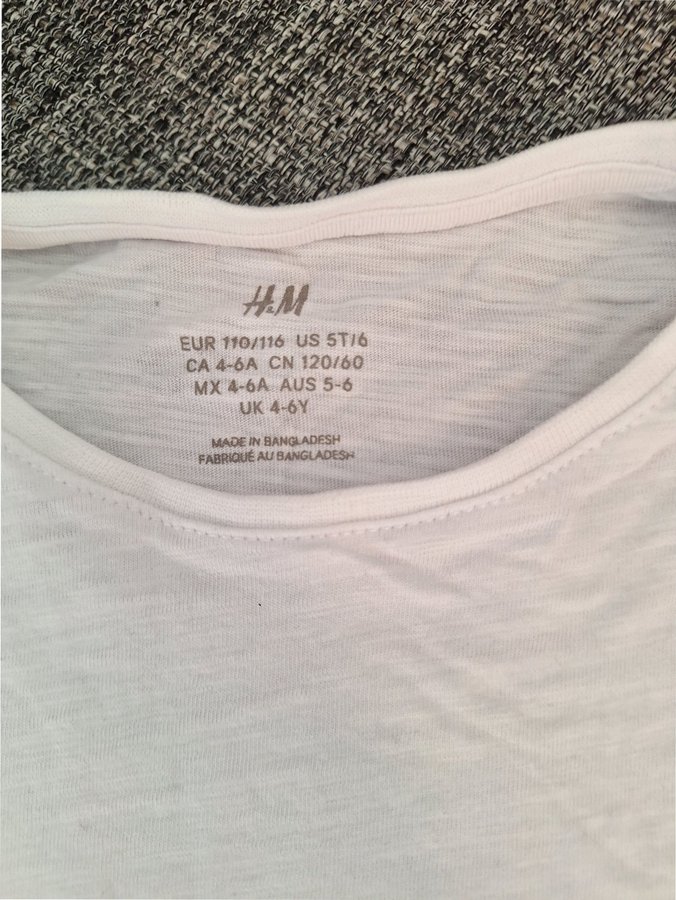 H&M
EUR 110/116 US 5T/6
CA 4-6A CN 120/60
MX 4-6A AUS 5-6
UK 4-6Y
MADE IN BANGLADESH
FABRIQUÉ AU BANGLADESH